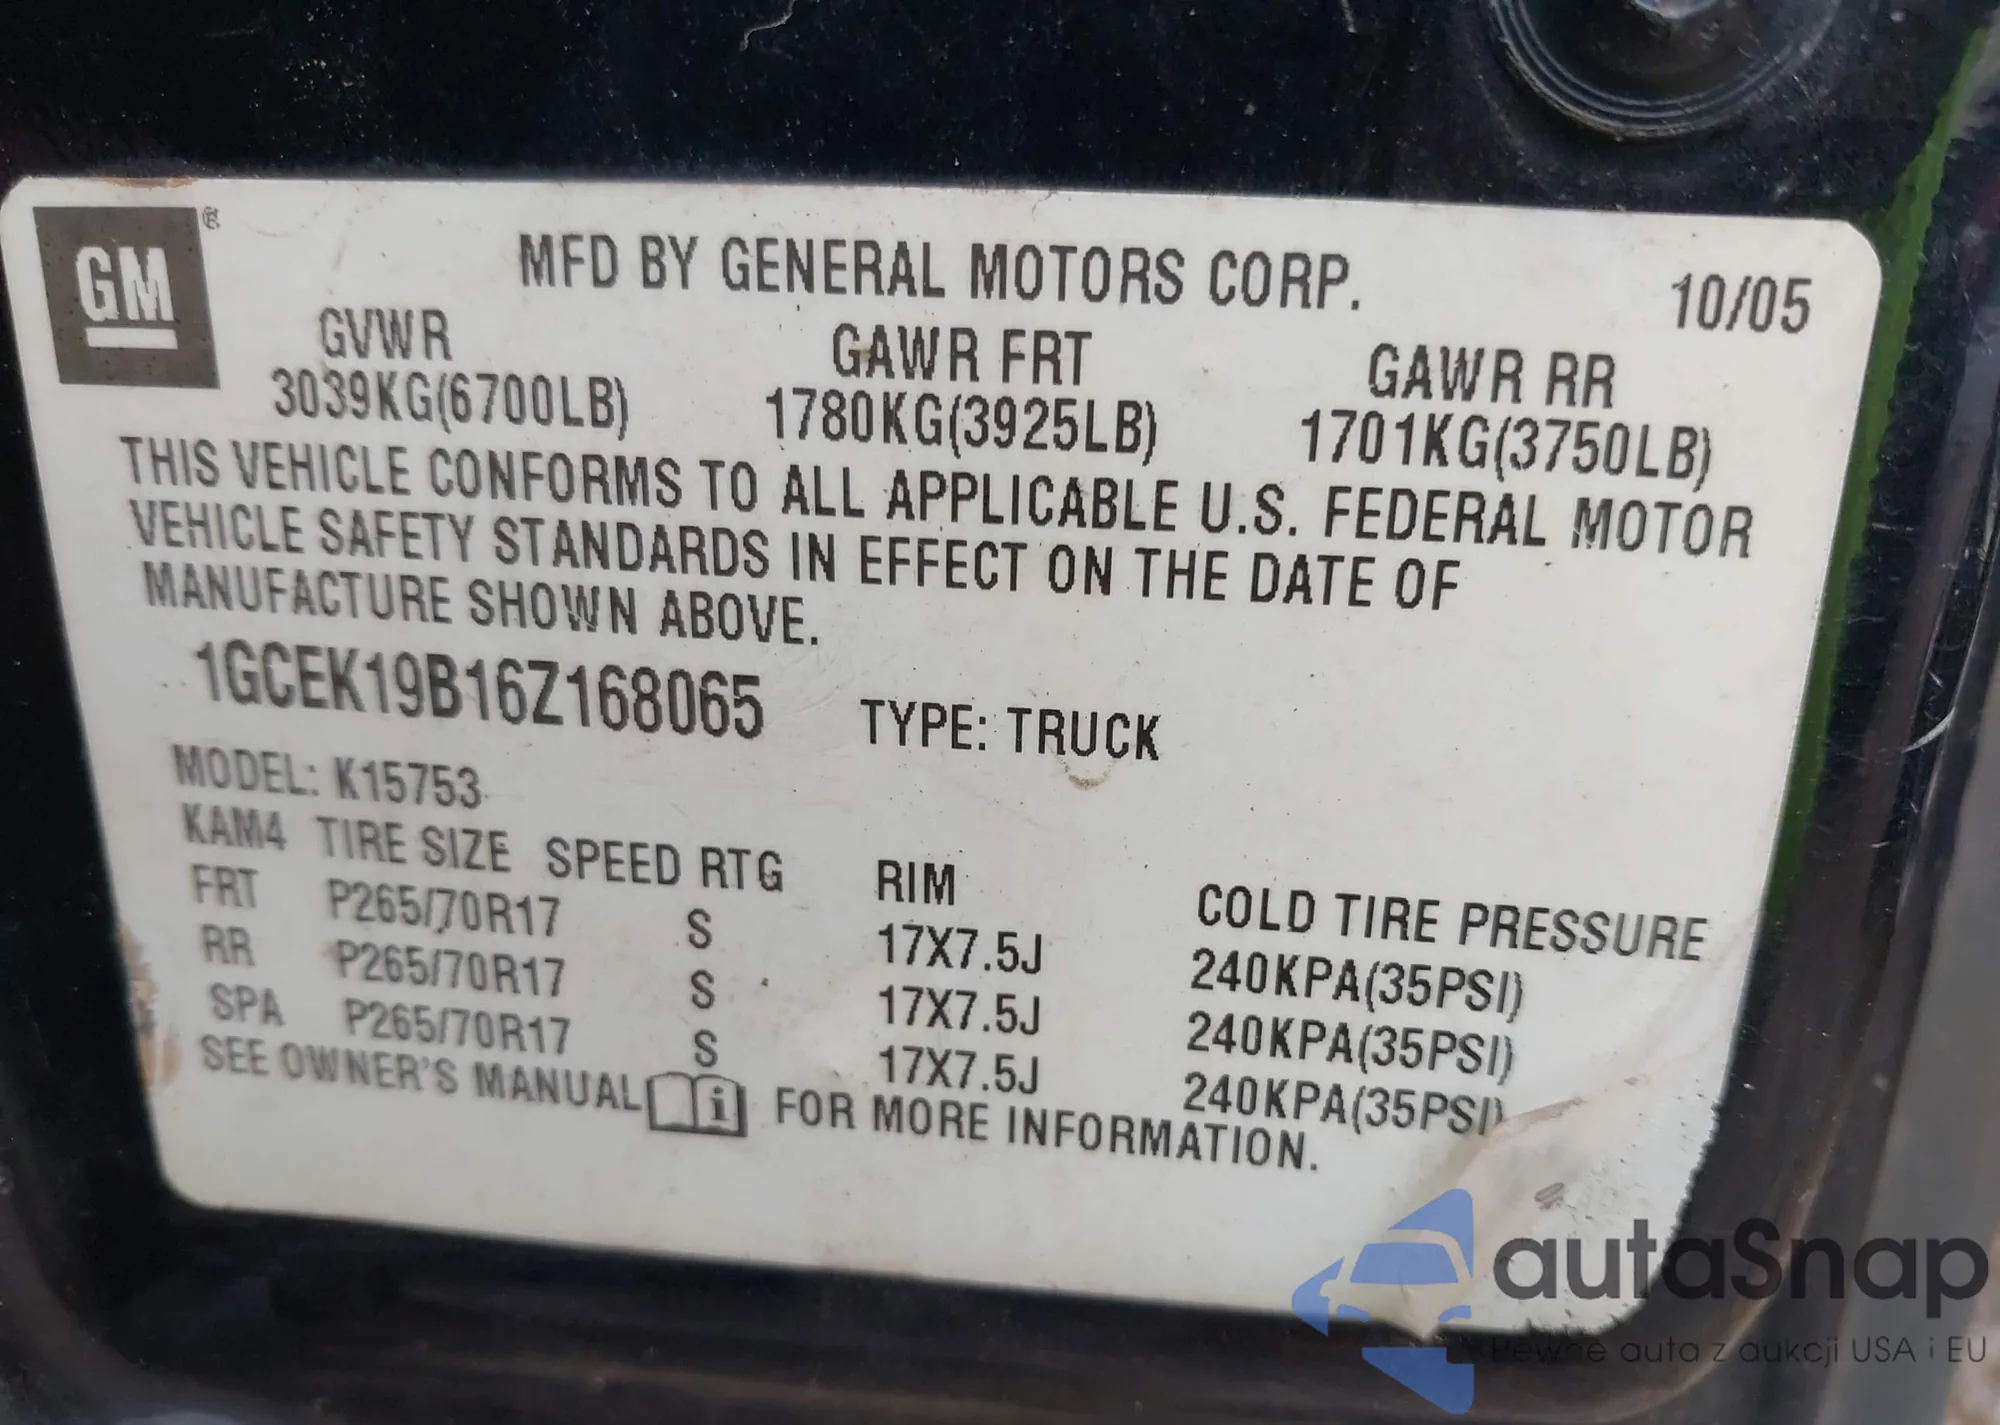 GM ®
MFD BY GENERAL MOTORS CORP. 10/05
GVWR GAWR FRT GAWR RR
3039KG(6700LB) 1780KG(3925LB) 1701KG(3750LB)
THIS VEHICLE CONFORMS TO ALL APPLICABLE U.S. FEDERAL MOTOR
VEHICLE SAFETY STANDARDS IN EFFECT ON THE DATE OF
MANUFACTURE SHOWN ABOVE.
1GCEK19B16Z168065 TYPE: TRUCK
MODEL: K15753
KAM4 TIRE SIZE SPEED RTG RIM COLD TIRE PRESSURE
FRT P265/70R17 S 17X7.5J 240KPA(35PSI)
RR P265/70R17 S 17X7.5J 240KPA(35PSI)
SPA P265/70R17 S 17X7.5J 240KPA(35PSI)
SEE OWNER'S MANUAL i FOR MORE INFORMATION.
autaSnap
Pewne auta z aukcji USA i EU